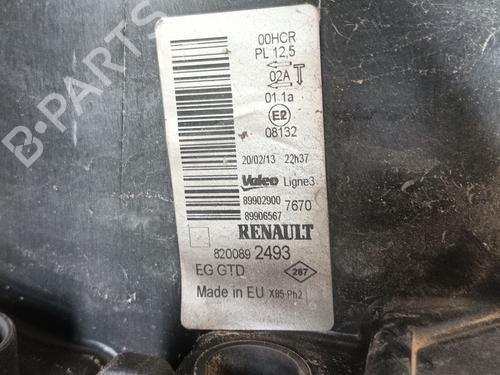 00HCR
PL 12,5
02A
01 1a
E2
08132
20/02/13 22h37
Valeo Ligne3
89902900 7670
89906567
RENAULT
820089 2493
EG GTD 287
Made in EU X85 Ph2
B-PARTS